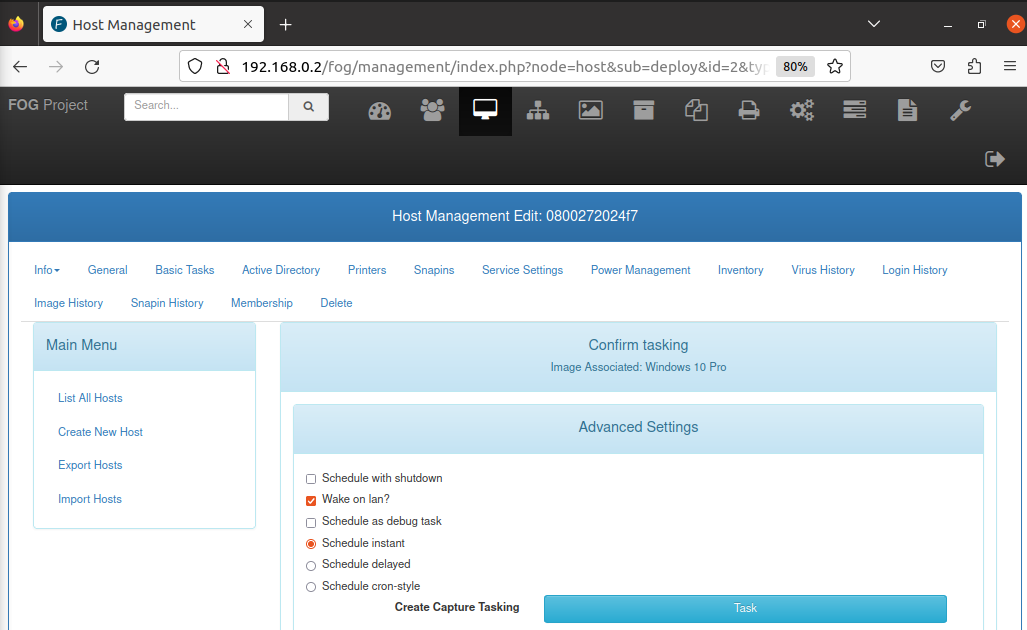 Host Management
192.168.0.2/fog/management/index.php?node=host&sub=deploy&id=2&typ
80%
FOG Project
Search...
Host Management Edit: 0800272024f7
Info General Basic Tasks Active Directory Printers Snapins Service Settings Power Management Inventory Virus History Login History
Image History Snapin History Membership Delete
Main Menu
List All Hosts
Create New Host
Export Hosts
Import Hosts
Confirm tasking
Image Associated: Windows 10 Pro
Advanced Settings
Schedule with shutdown
Wake on lan?
Schedule as debug task
Schedule instant
Schedule delayed
Schedule cron-style
Create Capture Tasking Task